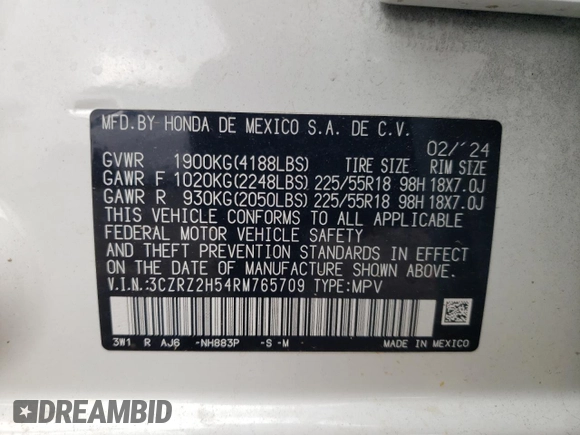 MFD.BY HONDA DE MEXICO S.A. DE C.V.
02/'24
GVWR 1900KG(4188LBS) TIRE SIZE RIM SIZE
GAWR F 1020KG(2248LBS) 225/55R18 98H 18X7.0J
GAWR R 930KG(2050LBS) 225/55R18 98H 18X7.0J
THIS VEHICLE CONFORMS TO ALL APPLICABLE
FEDERAL MOTOR VEHICLE SAFETY
AND THEFT PREVENTION STANDARDS IN EFFECT
ON THE DATE OF MANUFACTURE SHOWN ABOVE.
V.I.N.:3CZRZ2H54RM765709 TYPE:MPV
3W1 R AJ6 -NH883P -S-M MADE IN MEXICO
DREAMBID